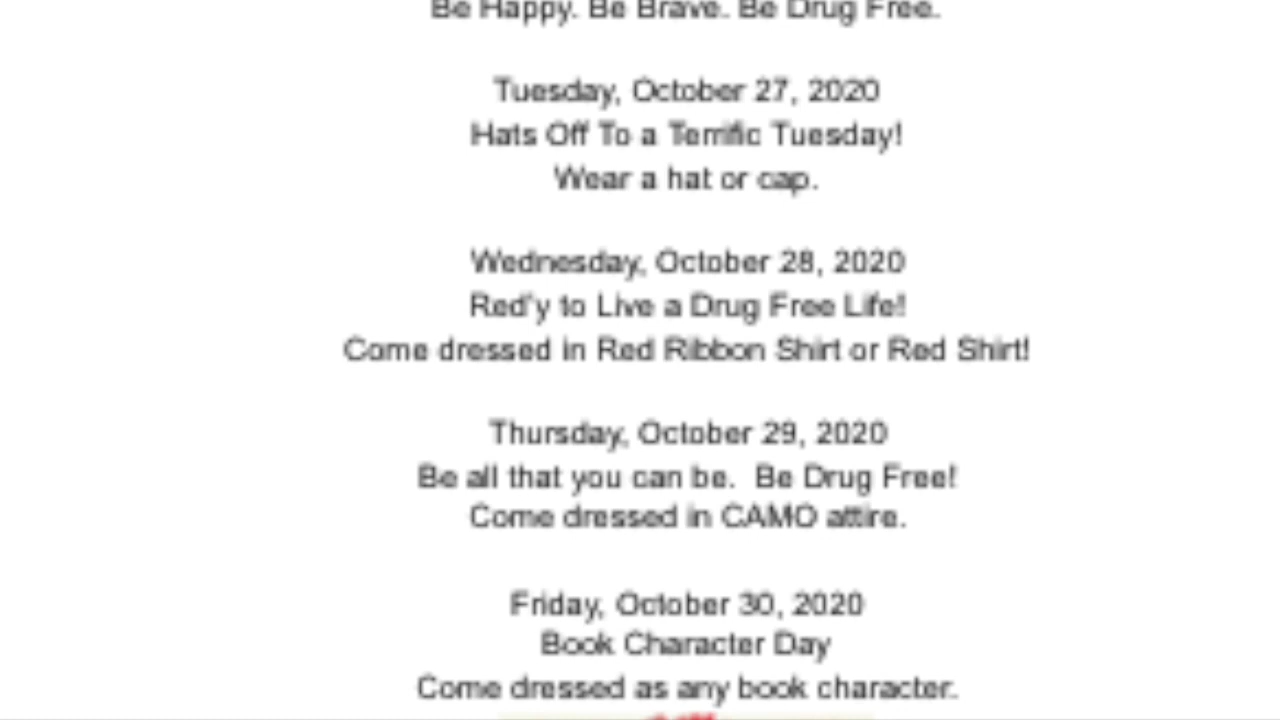 Be Happy. Be Brave. Be Drug Free.
Tuesday, October 27, 2020
Hats Off To a Terrific Tuesday!
Wear a hat or cap.
Wednesday, October 28, 2020
Red'y to Live a Drug Free Life!
Come dressed in Red Ribbon Shirt or Red Shirt!
Thursday, October 29, 2020
Be all that you can be.  Be Drug Free!
Come dressed in CAMO attire.
Friday, October 30, 2020
Book Character Day
Come dressed as any book character.